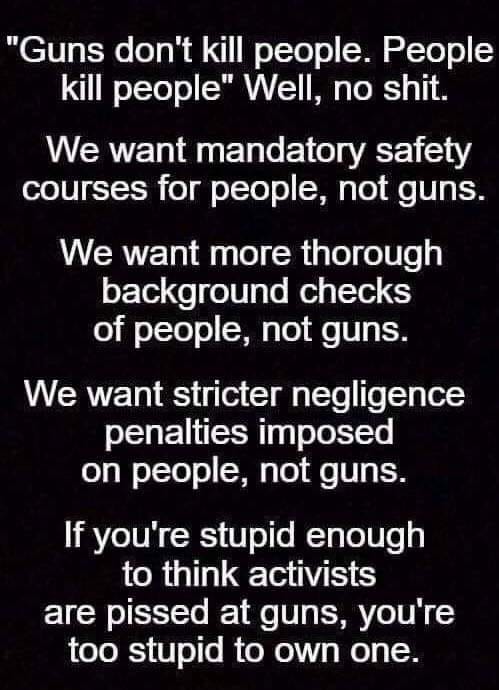 "Guns don't kill people. People
kill people" Well, no shit.
We want mandatory safety
courses for people, not guns.
We want more thorough
background checks
of people, not guns.
We want stricter negligence
penalties imposed
on people, not guns.
If you're stupid enough
to think activists
are pissed at guns, you're
too stupid to own one.